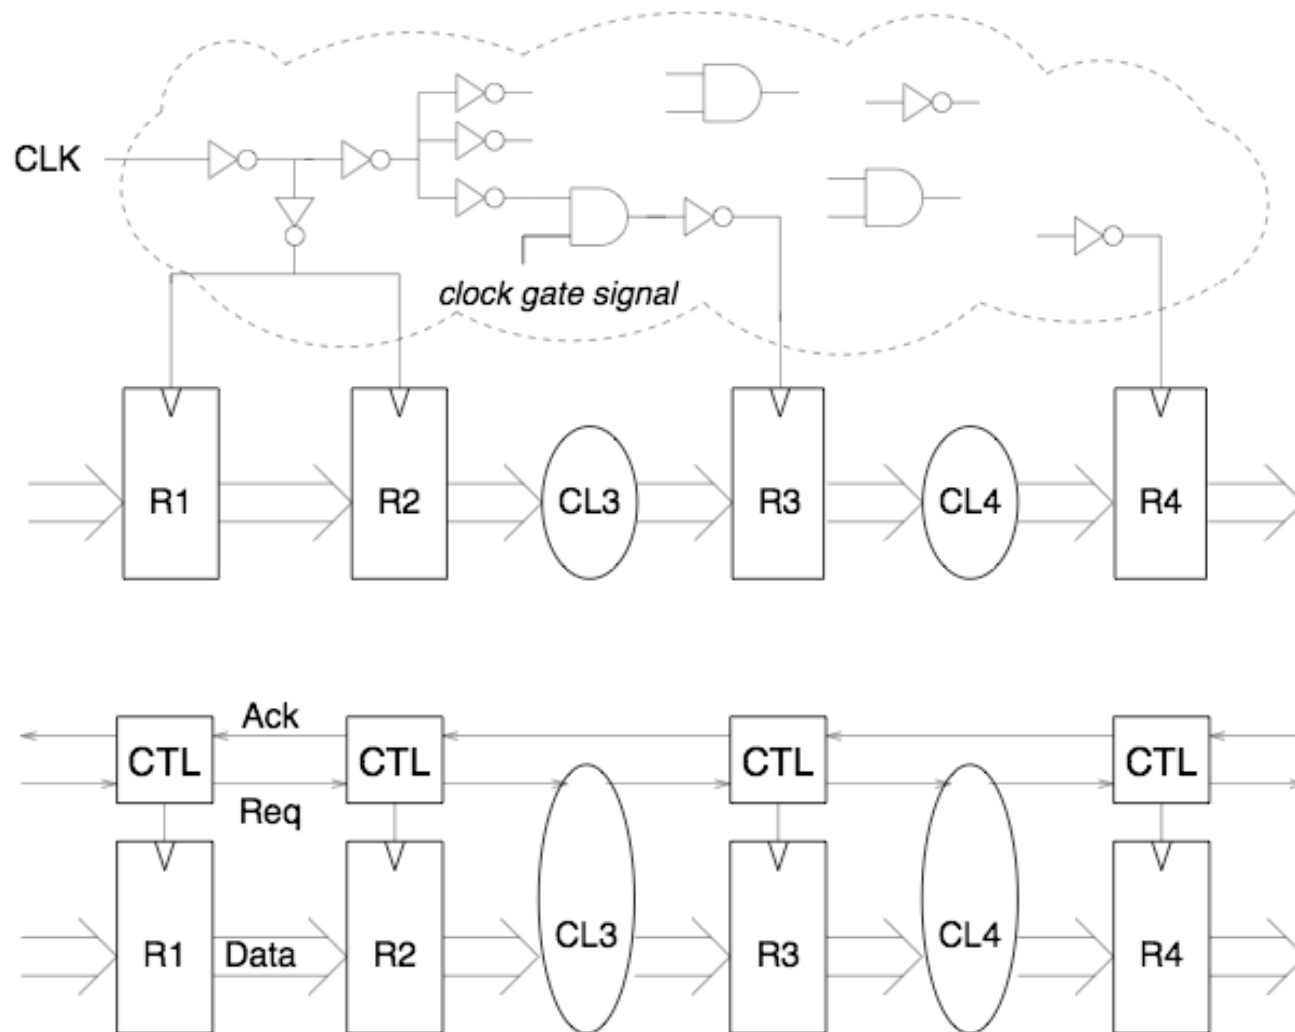 CLK
clock gate signal
R1 R2 CL3 R3 CL4 R4
Ack
CTL CTL CTL CTL
Req
R1 Data R2 CL3 R3 CL4 R4